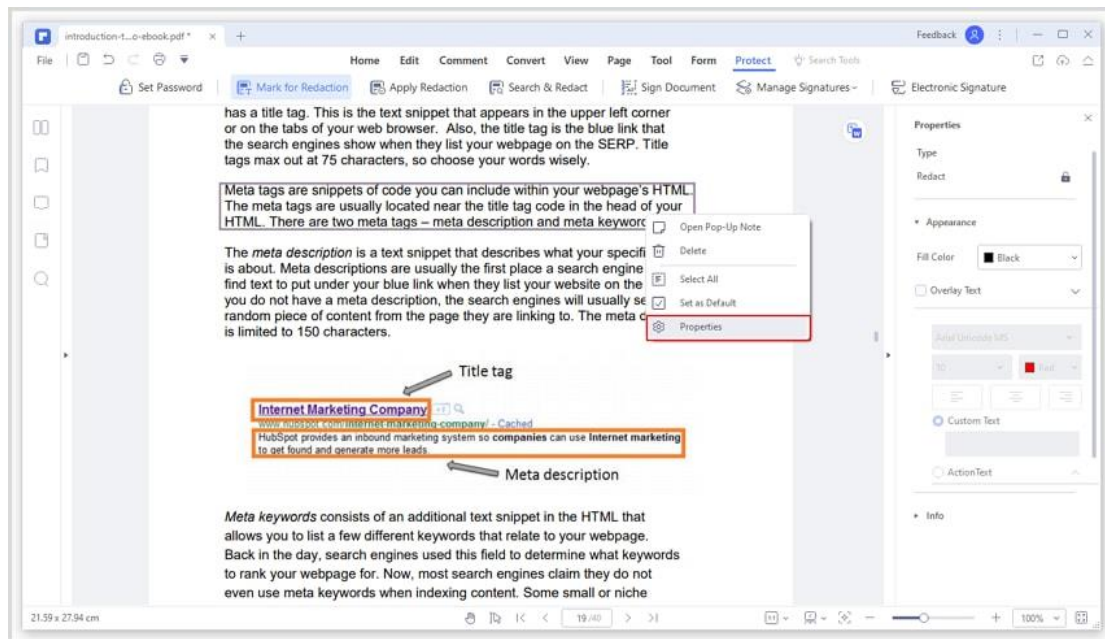 introduction-t...o-ebook.pdf * × +
Feedback
File
Home Edit Comment Convert View Page Tool Form Protect Search Tools
Set Password Mark for Redaction Apply Redaction Search & Redact Sign Document Manage Signatures Electronic Signature
has a title tag. This is the text snippet that appears in the upper left corner
or on the tabs of your web browser. Also, the title tag is the blue link that
the search engines show when they list your webpage on the SERP. Title
tags max out at 75 characters, so choose your words wisely.
Meta tags are snippets of code you can include within your webpage's HTML.
The meta tags are usually located near the title tag code in the head of your
HTML. There are two meta tags – meta description and meta keywor
The meta description is a text snippet that describes what your specifi
is about. Meta descriptions are usually the first place a search engine
find text to put under your blue link when they list your website on the
you do not have a meta description, the search engines will usually se
random piece of content from the page they are linking to. The meta d
is limited to 150 characters.
Open Pop-Up Note
Delete
Select All
Set as Default
Properties
Title tag
Internet Marketing Company
www.hubspot.com/internet-marketing-company/ - Cached
HubSpot provides an inbound marketing system so companies can use Internet marketing
to get found and generate more leads.
Meta description
Meta keywords consists of an additional text snippet in the HTML that
allows you to list a few different keywords that relate to your webpage.
Back in the day, search engines used this field to determine what keywords
to rank your webpage for. Now, most search engines claim they do not
even use meta keywords when indexing content. Some small or niche
Properties
Type
Redact
Appearance
Fill Color Black
Overlay Text
Arial Unicode MS
10 Red
Custom Text
ActionText
Info
21.59 x 27.94 cm
19 /40
100%